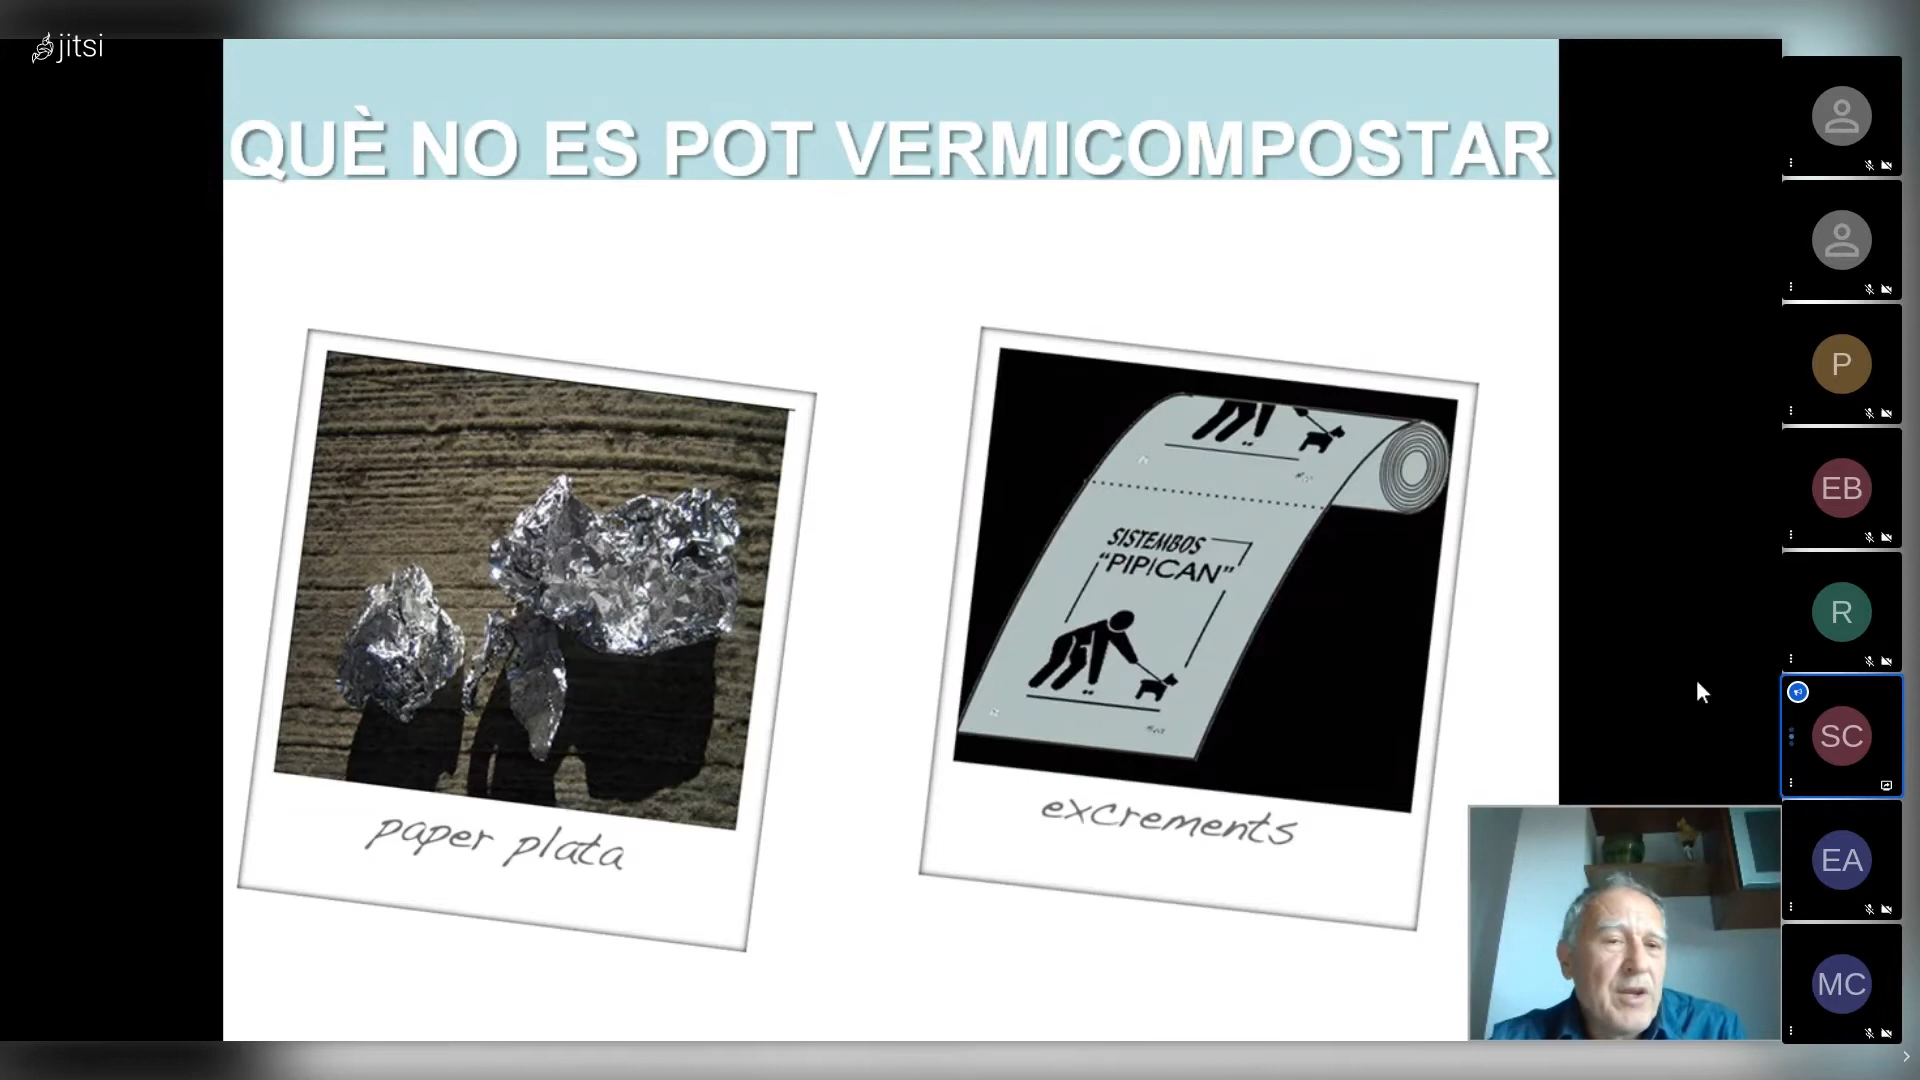 jitsi
QUÈ NO ES POT VERMICOMPOSTAR
SISTEMBOS
"PIPICAN"
paper plata
excrements
P
EB
R
SC
EA
MC